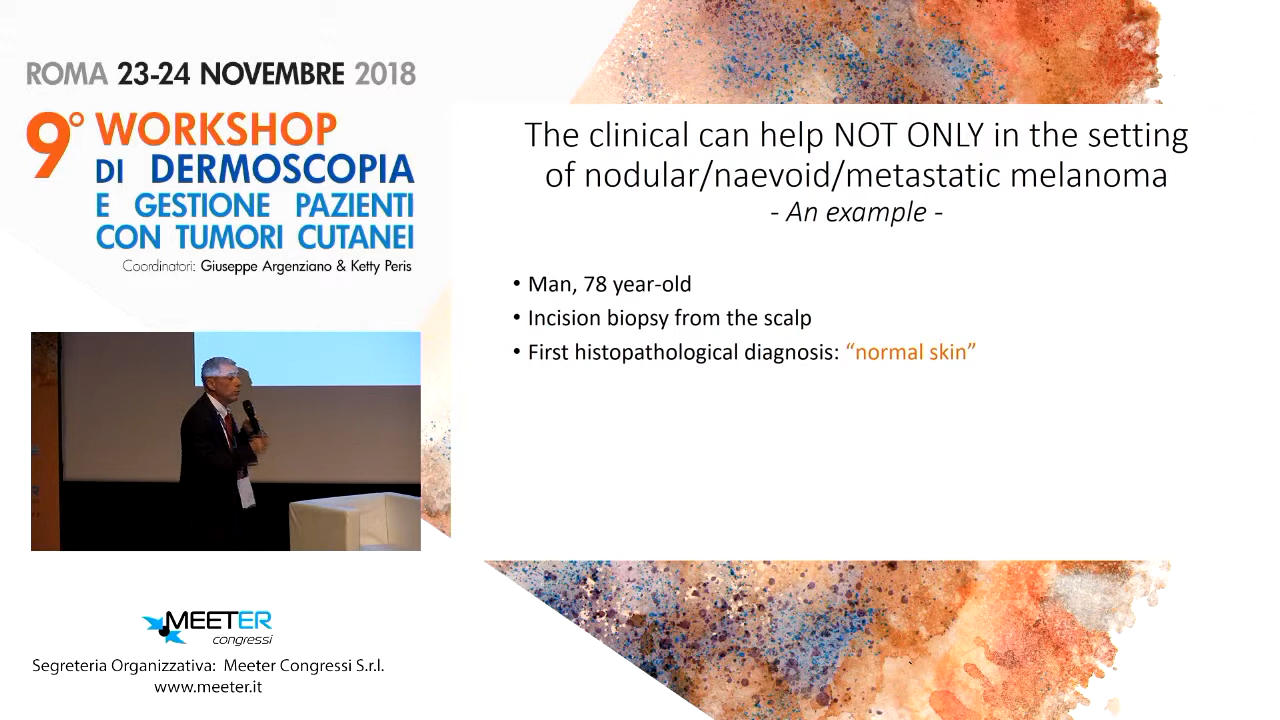 ROMA 23-24 NOVEMBRE 2018
9° WORKSHOP
DI DERMOSCOPIA
E GESTIONE PAZIENTI
CON TUMORI CUTANEI
Coordinatori: Giuseppe Argenziano & Ketty Peris
The clinical can help NOT ONLY in the setting
of nodular/naevoid/metastatic melanoma
- An example -
• Man, 78 year-old
• Incision biopsy from the scalp
• First histopathological diagnosis: “normal skin”
MEETER
congressi
Segreteria Organizzativa: Meeter Congressi S.r.l.
www.meeter.it